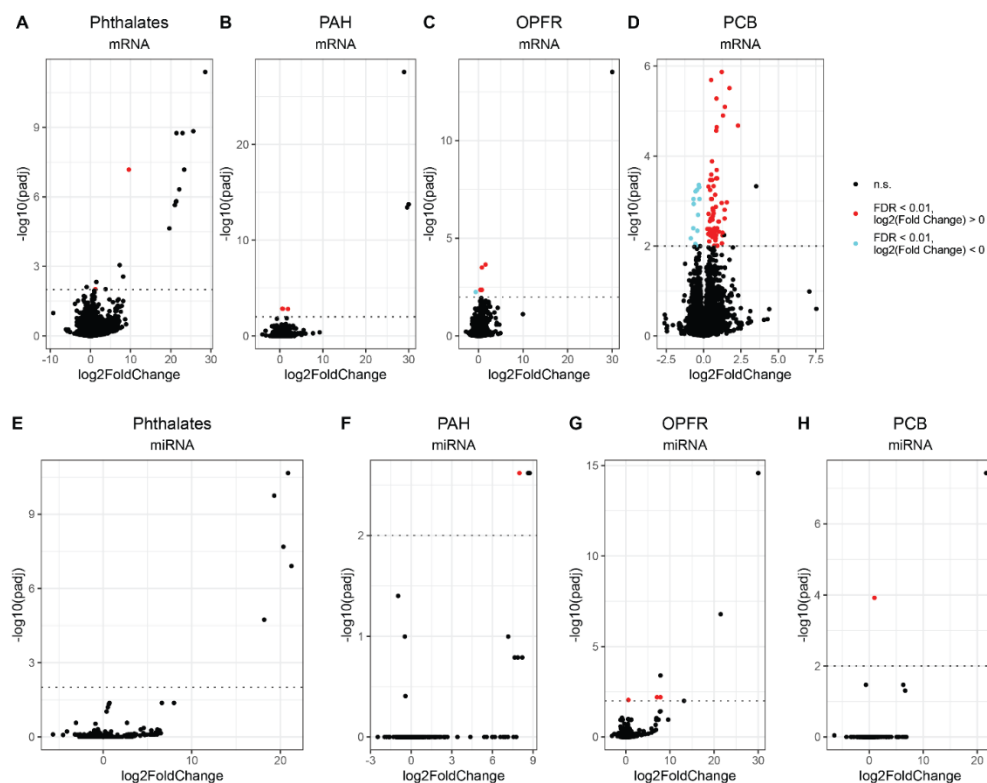 A Phthalates
mRNA
-log10(padj)
9
6
3
0
-10 0 10 20 30
log2FoldChange
B PAH
mRNA
-log10(padj)
20
10
0
0 10 20 30
log2FoldChange
C OPFR
mRNA
-log10(padj)
10
5
0
0 10 20 30
log2FoldChange
D PCB
mRNA
-log10(padj)
6
5
4
3
2
1
0
-2.5 0.0 2.5 5.0 7.5
log2FoldChange
n.s.
FDR < 0.01,
log2(Fold Change) > 0
FDR < 0.01,
log2(Fold Change) < 0
E Phthalates
miRNA
-log10(padj)
9
6
3
0
0 10 20
log2FoldChange
F PAH
miRNA
-log10(padj)
2
1
0
-3 0 3 6 9
log2FoldChange
G OPFR
miRNA
-log10(padj)
15
10
5
0
0 10 20 30
log2FoldChange
H PCB
miRNA
-log10(padj)
6
4
2
0
0 10 20
log2FoldChange